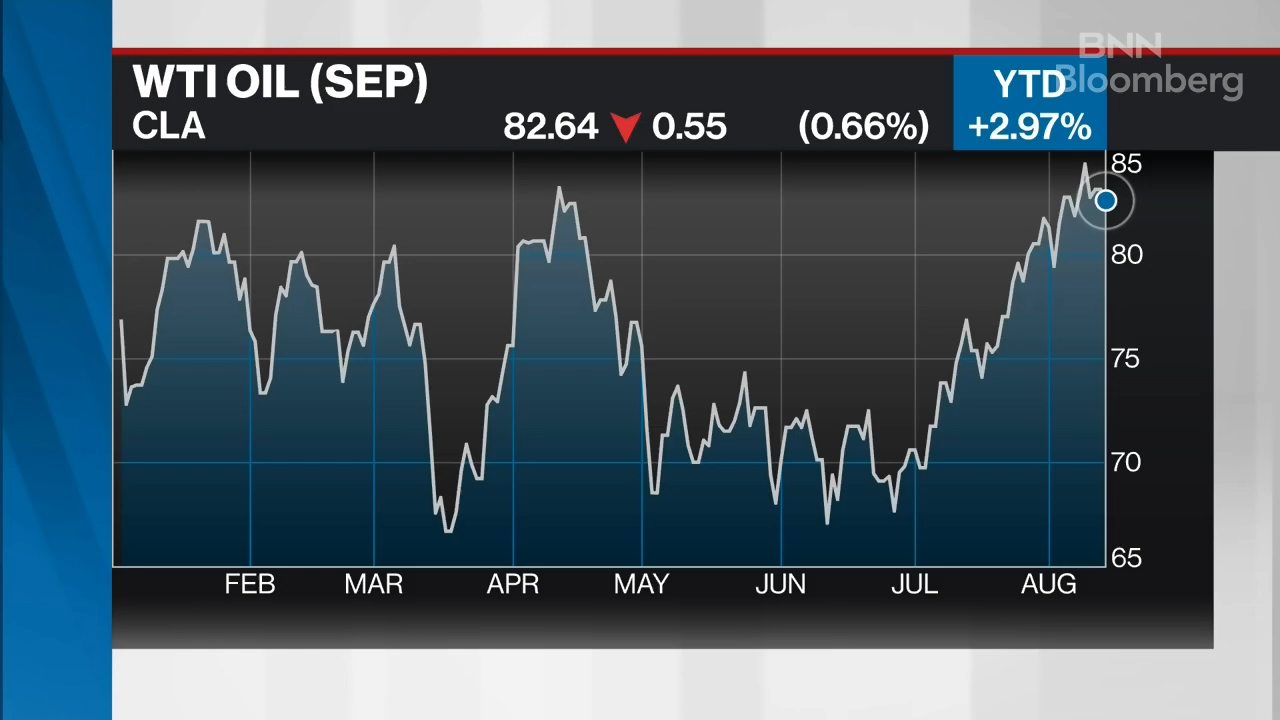 BNN
Bloomberg
WTI OIL (SEP)
YTD
CLA
82.64 ▼ 0.55 (0.66%)
+2.97%
85
80
75
70
65
FEB MAR APR MAY JUN JUL AUG